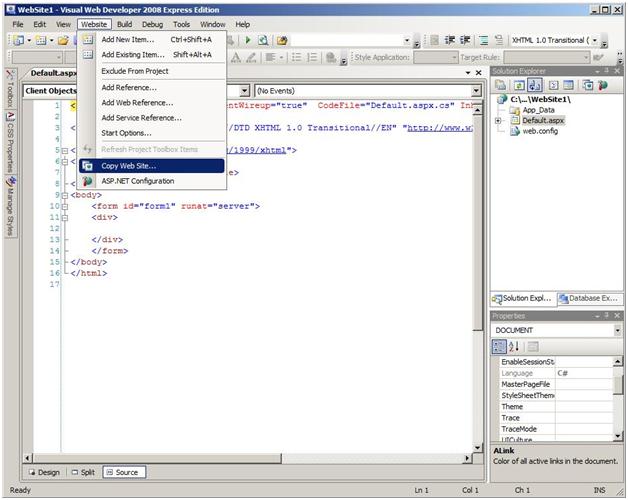 WebSite1 - Visual Web Developer 2008 Express Edition
File Edit View Website Build Debug Tools Window Help
XHTML 1.0 Transitional (
Style Application: Target Rule:
Default.aspx
Client Objects
(No Events)
Add New Item... Ctrl+Shift+A
Add Existing Item... Shift+Alt+A
Exclude From Project
Add Reference...
Add Web Reference...
Add Service Reference...
Start Options...
Refresh Project Toolbox Items
Copy Web Site...
ASP.NET Configuration
Toolbox
CSS Properties
Manage Styles
1 < ntWireup="true" CodeFile="Default.aspx.cs" Inh
2
3 //DTD XHTML 1.0 Transitional//EN" "http://www.w
4
5 < /1999/xhtml">
6 <
7 le>
8 </
9 <body>
10 <form id="form1" runat="server">
11 <div>
12
13 </div>
14 </form>
15 </body>
16 </html>
17
Design Split Source
Solution Explorer
C:\...\WebSite1\
App_Data
Default.aspx
web.config
Solution Expl... Database Ex...
Properties
DOCUMENT
EnableSessionSt
Language C#
MasterPageFile
StyleSheetTheme
Theme
Trace
TraceMode
UICulture
ALink
Color of all active links in the document.
Ready Ln 1 Col 1 Ch 1 INS